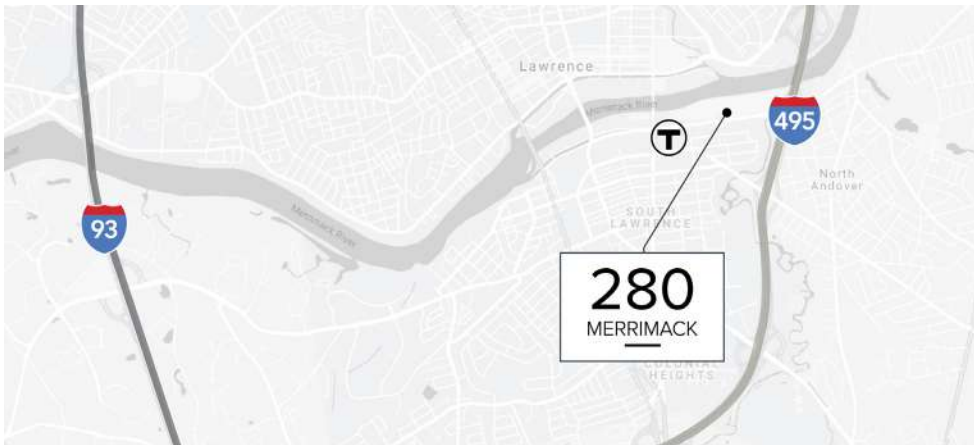 Lawrence
Merrimack River
495
T
North
Andover
93
Merrimack River
SOUTH
LAWRENCE
280
MERRIMACK
COLONIAL
HEIGHTS